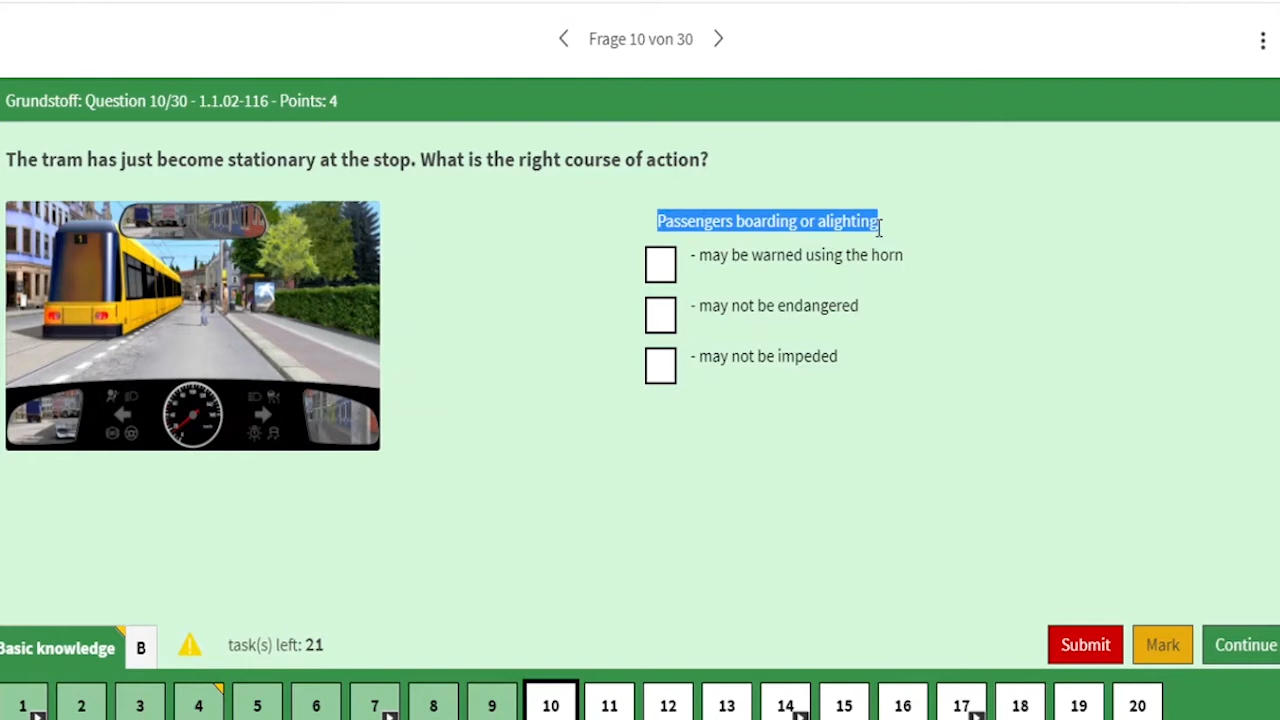 Frage 10 von 30
Grundstoff: Question 10/30 - 1.1.02-116 - Points: 4
The tram has just become stationary at the stop. What is the right course of action?
1
Passengers boarding or alighting
- may be warned using the horn
- may not be endangered
- may not be impeded
Basic knowledge
B
task(s) left: 21
Submit
Mark
Continue
1 2 3 4 5 6 7 8 9 10 11 12 13 14 15 16 17 18 19 20